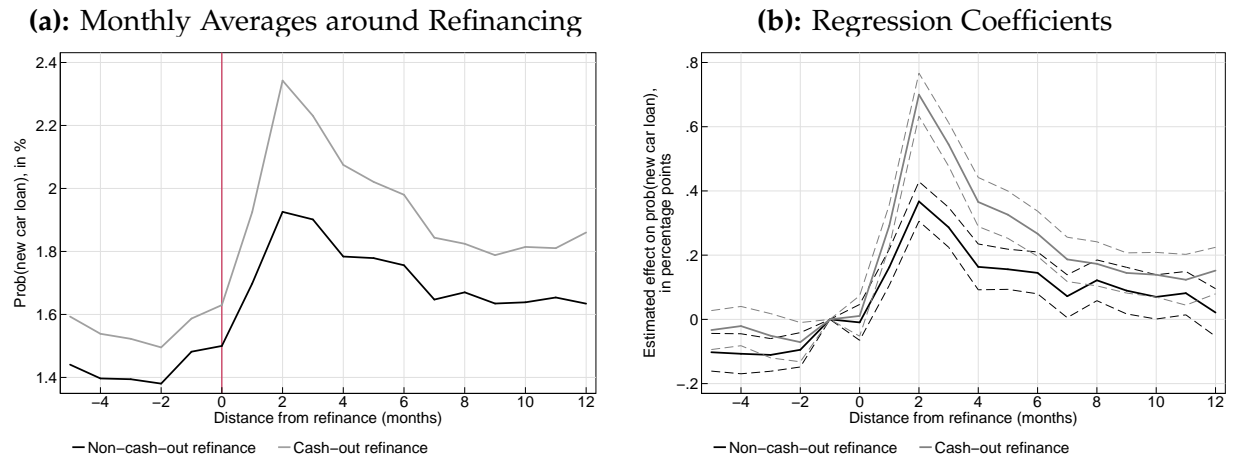 (a): Monthly Averages around Refinancing
2.4
2.2
2
1.8
1.6
1.4
Prob(new car loan), in %
−4 −2 0 2 4 6 8 10 12
Distance from refinance (months)
Non−cash−out refinance Cash−out refinance
(b): Regression Coefficients
.8
.6
.4
.2
0
−.2
Estimated effect on prob(new car loan),
in percentage points
−4 −2 0 2 4 6 8 10 12
Distance from refinance (months)
Non−cash−out refinance Cash−out refinance